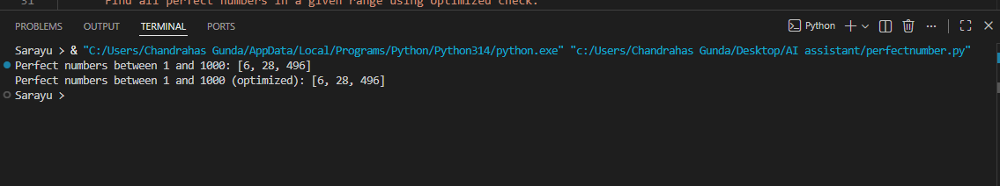 31 Find all perfect numbers in a given range using optimized check.
PROBLEMS OUTPUT TERMINAL PORTS Python
Sarayu > & "C:/Users/Chandrahas Gunda/AppData/Local/Programs/Python/Python314/python.exe" "c:/Users/Chandrahas Gunda/Desktop/AI assistant/perfectnumber.py"
Perfect numbers between 1 and 1000: [6, 28, 496]
Perfect numbers between 1 and 1000 (optimized): [6, 28, 496]
Sarayu >